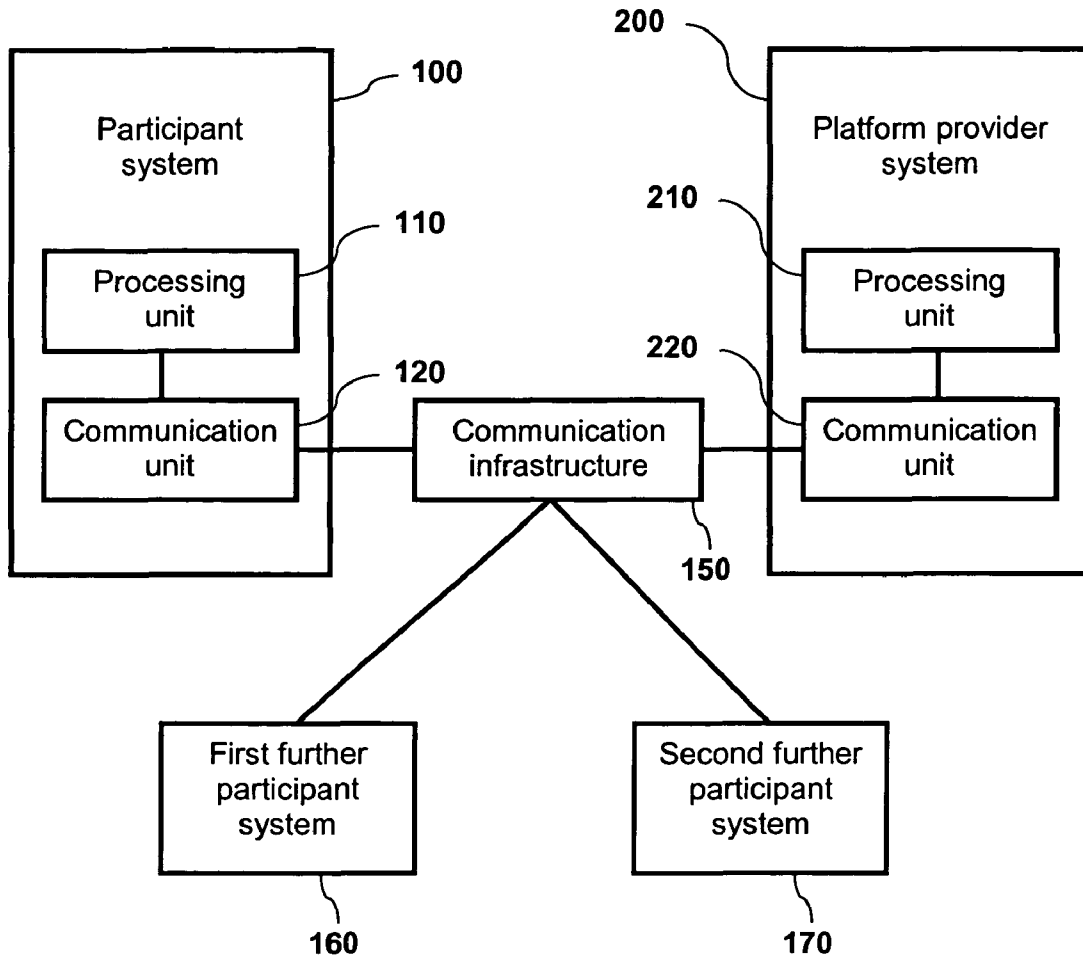 200
100
Participant
system
Platform provider
system
110
210
Processing
unit
Processing
unit
120
220
Communication
unit
Communication
infrastructure
Communication
unit
150
First further
participant
system
Second further
participant
system
160
170